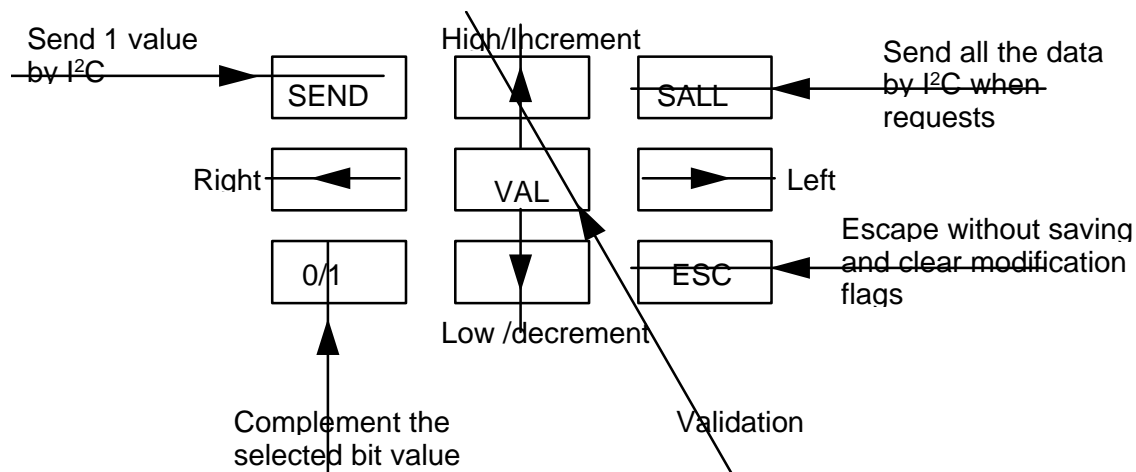 Send 1 value
by I²C
High/Increment
Send all the data
by I²C when
requests
SEND
SALL
Right
VAL
Left
Escape without saving
and clear modification
flags
0/1
ESC
Low /decrement
Complement the
selected bit value
Validation